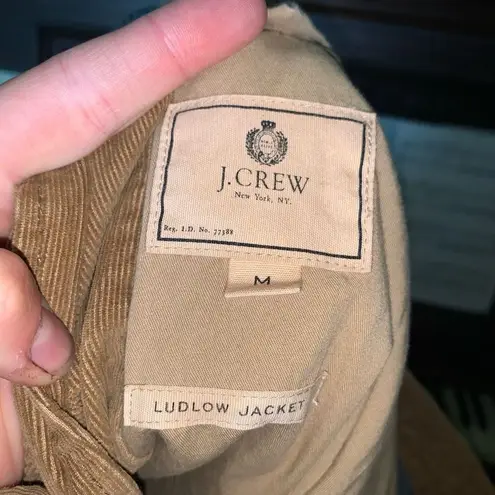 J.CREW
New York, NY.
Reg. I.D. No. 77388
M
LUDLOW JACKET